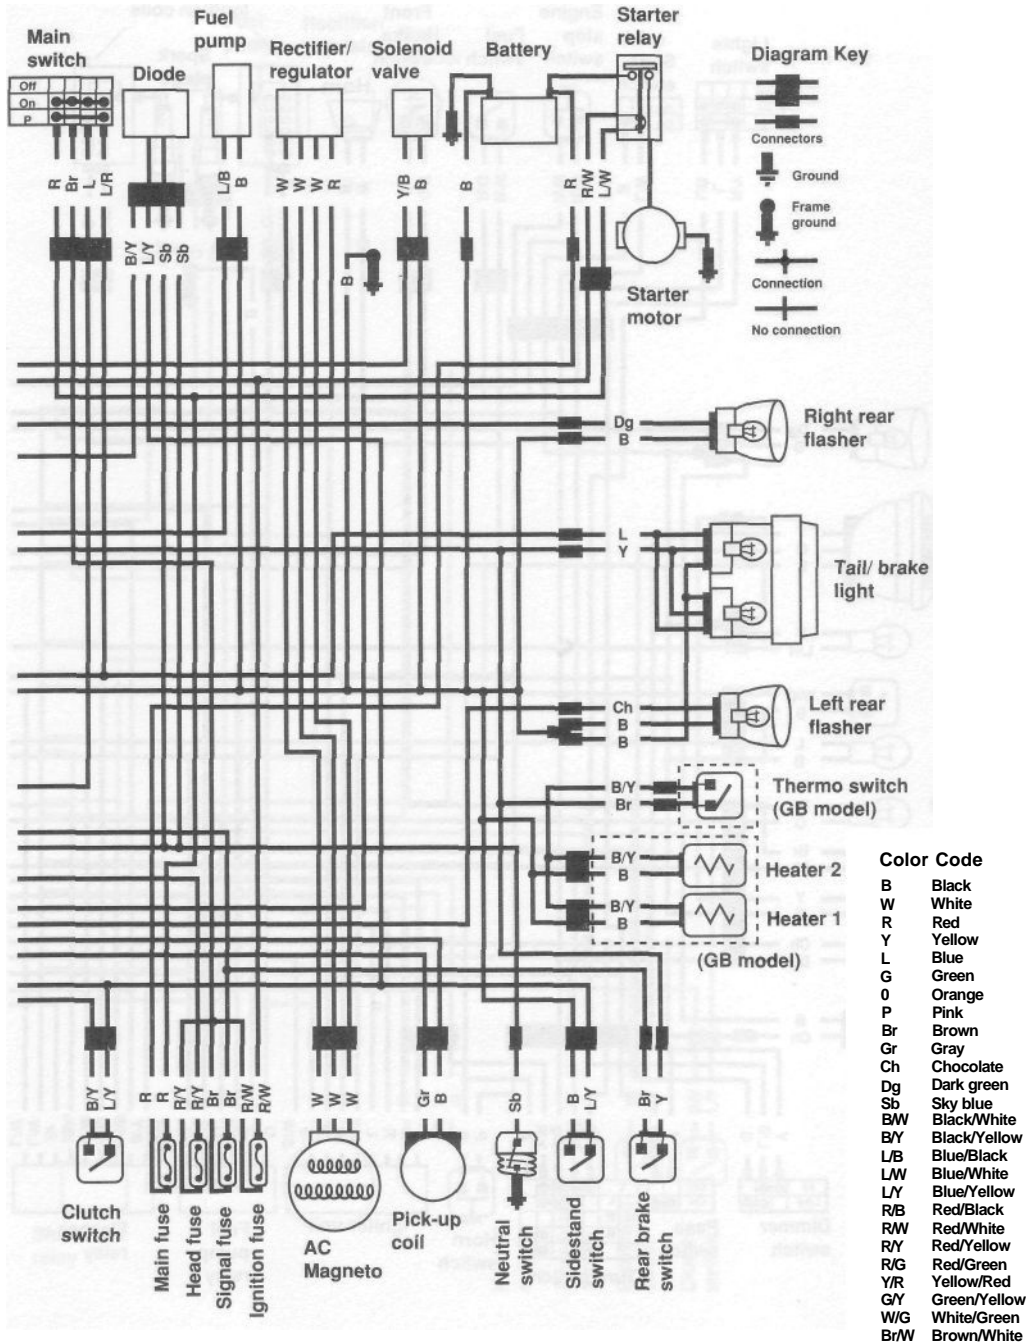 Main
switch
Off
On
P
Diode
Fuel
pump
Rectifier/
regulator
Solenoid
valve
Battery
Starter
relay
Diagram Key
Connectors
Ground
Frame
ground
Connection
No connection
R
Br
L
L/R
L/B
B
W
W
W
R
Y/B
B
B
R
R/W
L/W
B/Y
L/Y
Sb
Sb
B
Starter
motor
Dg
B
Right rear
flasher
L
Y
Tail/ brake
light
Ch
B
B
Left rear
flasher
B/Y
Br
Thermo switch
(GB model)
B/Y
B
Heater 2
B/Y
B
Heater 1
(GB model)
B/Y
L/Y
R
R
R/Y
R/Y
Br
Br
R/W
R/W
W
W
W
Gr
B
Sb
B
L/Y
Br
Y
Clutch
switch
Main fuse
Head fuse
Signal fuse
Ignition fuse
AC
Magneto
Pick-up
coil
Neutral
switch
Sidestand
switch
Rear brake
switch
Color Code
B Black
W White
R Red
Y Yellow
L Blue
G Green
0 Orange
P Pink
Br Brown
Gr Gray
Ch Chocolate
Dg Dark green
Sb Sky blue
B/W Black/White
B/Y Black/Yellow
L/B Blue/Black
L/W Blue/White
L/Y Blue/Yellow
R/B Red/Black
R/W Red/White
R/Y Red/Yellow
R/G Red/Green
Y/R Yellow/Red
G/Y Green/Yellow
W/G White/Green
Br/W Brown/White